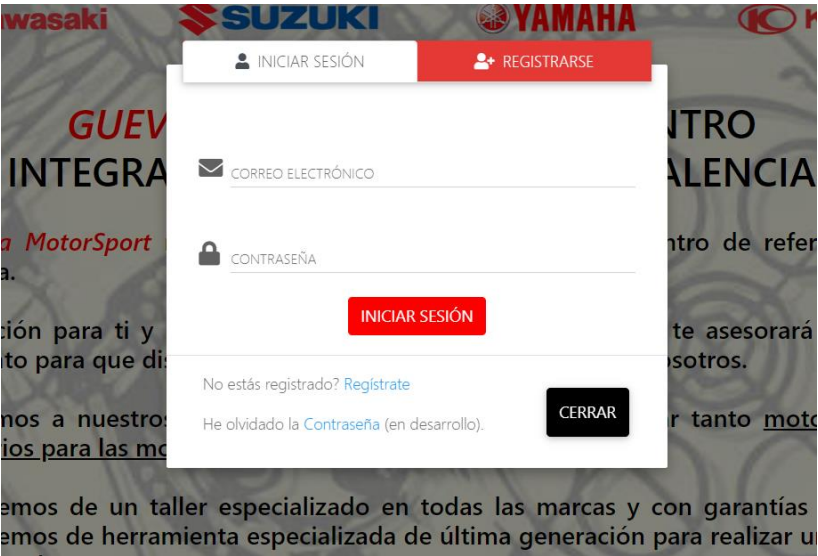 wasaki SUZUKI YAMAHA K
INICIAR SESIÓN REGISTRARSE
GUEV NTRO
INTEGRA ALENCIA
CORREO ELECTRÓNICO
a MotorSport ntro de refer
a.
CONTRASEÑA
INICIAR SESIÓN
ción para ti y te asesorará
to para que di sotros.
No estás registrado? Regístrate
He olvidado la Contraseña (en desarrollo).
CERRAR
mos a nuestros r tanto moto
ios para las mo
emos de un taller especializado en todas las marcas y con garantías
emos de herramienta especializada de última generación para realizar un